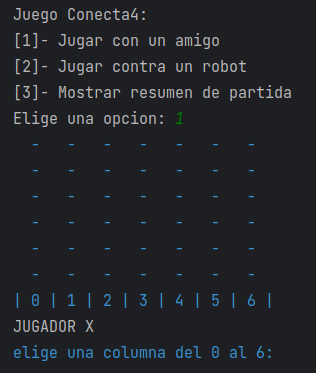 Juego Conecta4:
[1]- Jugar con un amigo
[2]- Jugar contra un robot
[3]- Mostrar resumen de partida
Elige una opcion: 1
- - - - - - -
- - - - - - -
- - - - - - -
- - - - - - -
- - - - - - -
- - - - - - -
| 0 | 1 | 2 | 3 | 4 | 5 | 6 |
JUGADOR X
elige una columna del 0 al 6: